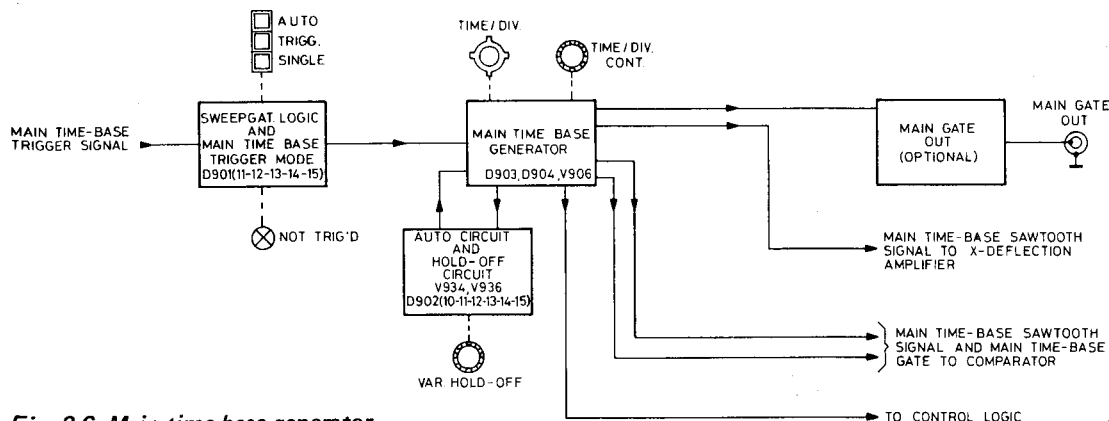 AUTO
TRIGG.
SINGLE
TIME/DIV.
TIME/DIV.
CONT.
MAIN TIME-BASE
TRIGGER SIGNAL
SWEEPGAT. LOGIC
AND
MAIN TIME BASE
TRIGGER MODE
D901(11-12-13-14-15)
MAIN TIME BASE
GENERATOR
D903,D904,V906
MAIN GATE
OUT
(OPTIONAL)
MAIN GATE
OUT
NOT TRIG'D
AUTO CIRCUIT
AND
HOLD-OFF
CIRCUIT
V934,V936
D902(10-11-12-13-14-15)
VAR. HOLD-OFF
MAIN TIME-BASE SAWTOOTH
SIGNAL TO X-DEFLECTION
AMPLIFIER
MAIN TIME-BASE SAWTOOTH
SIGNAL AND MAIN TIME-BASE
GATE TO COMPARATOR
TO CONTROL LOGIC